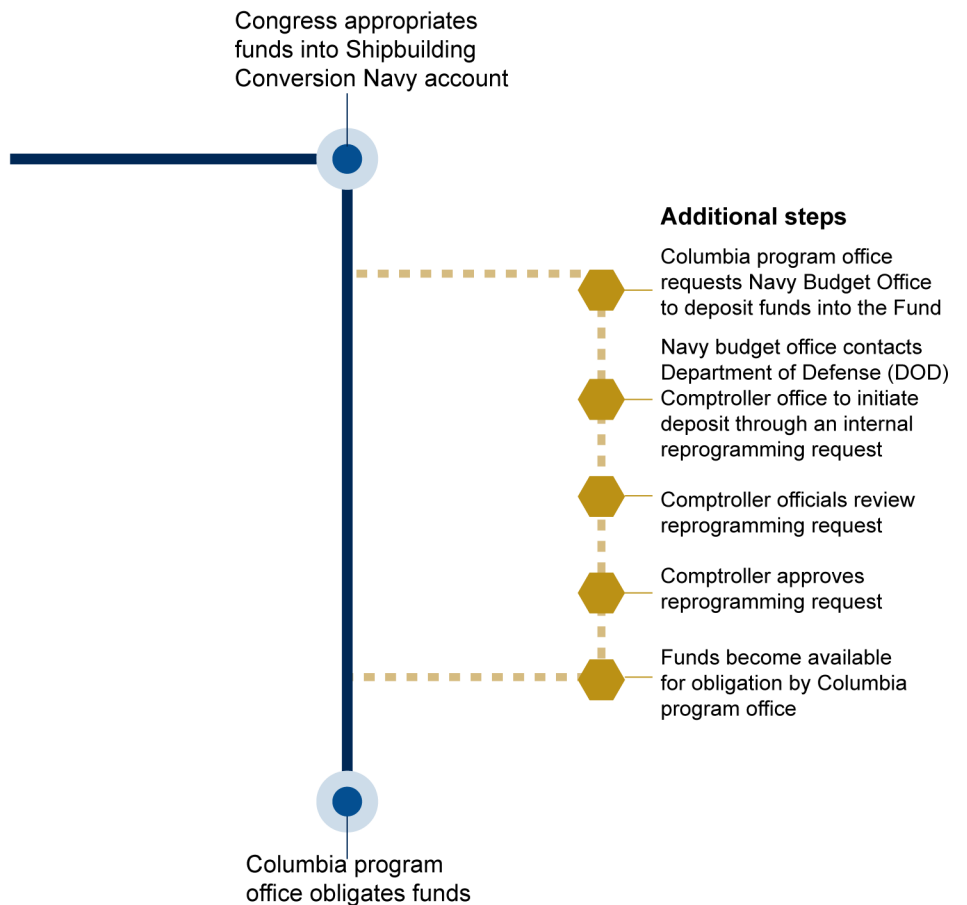 Congress appropriates
funds into Shipbuilding
Conversion Navy account
Additional steps
Columbia program office
requests Navy Budget Office
to deposit funds into the Fund
Navy budget office contacts
Department of Defense (DOD)
Comptroller office to initiate
deposit through an internal
reprogramming request
Comptroller officials review
reprogramming request
Comptroller approves
reprogramming request
Funds become available
for obligation by Columbia
program office
Columbia program
office obligates funds